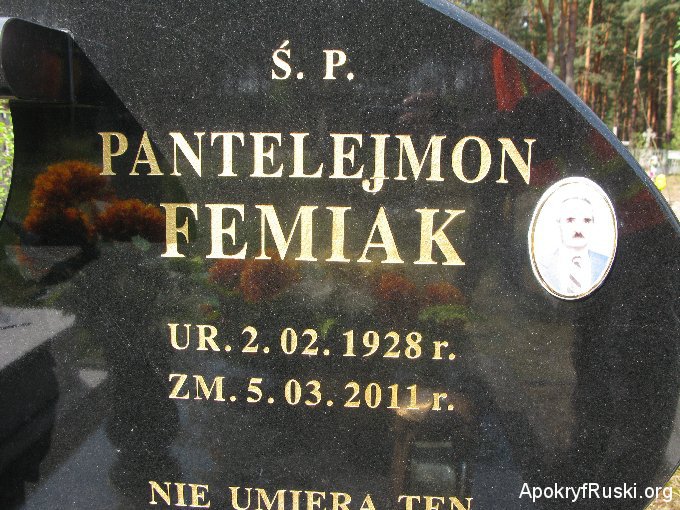 Ś. P.
PANTELEJMON
FEMIAK
UR. 2. 02. 1928 r.
ZM. 5. 03. 2011 r.
NIE UMIERA TEN
ApokryfRuski.org